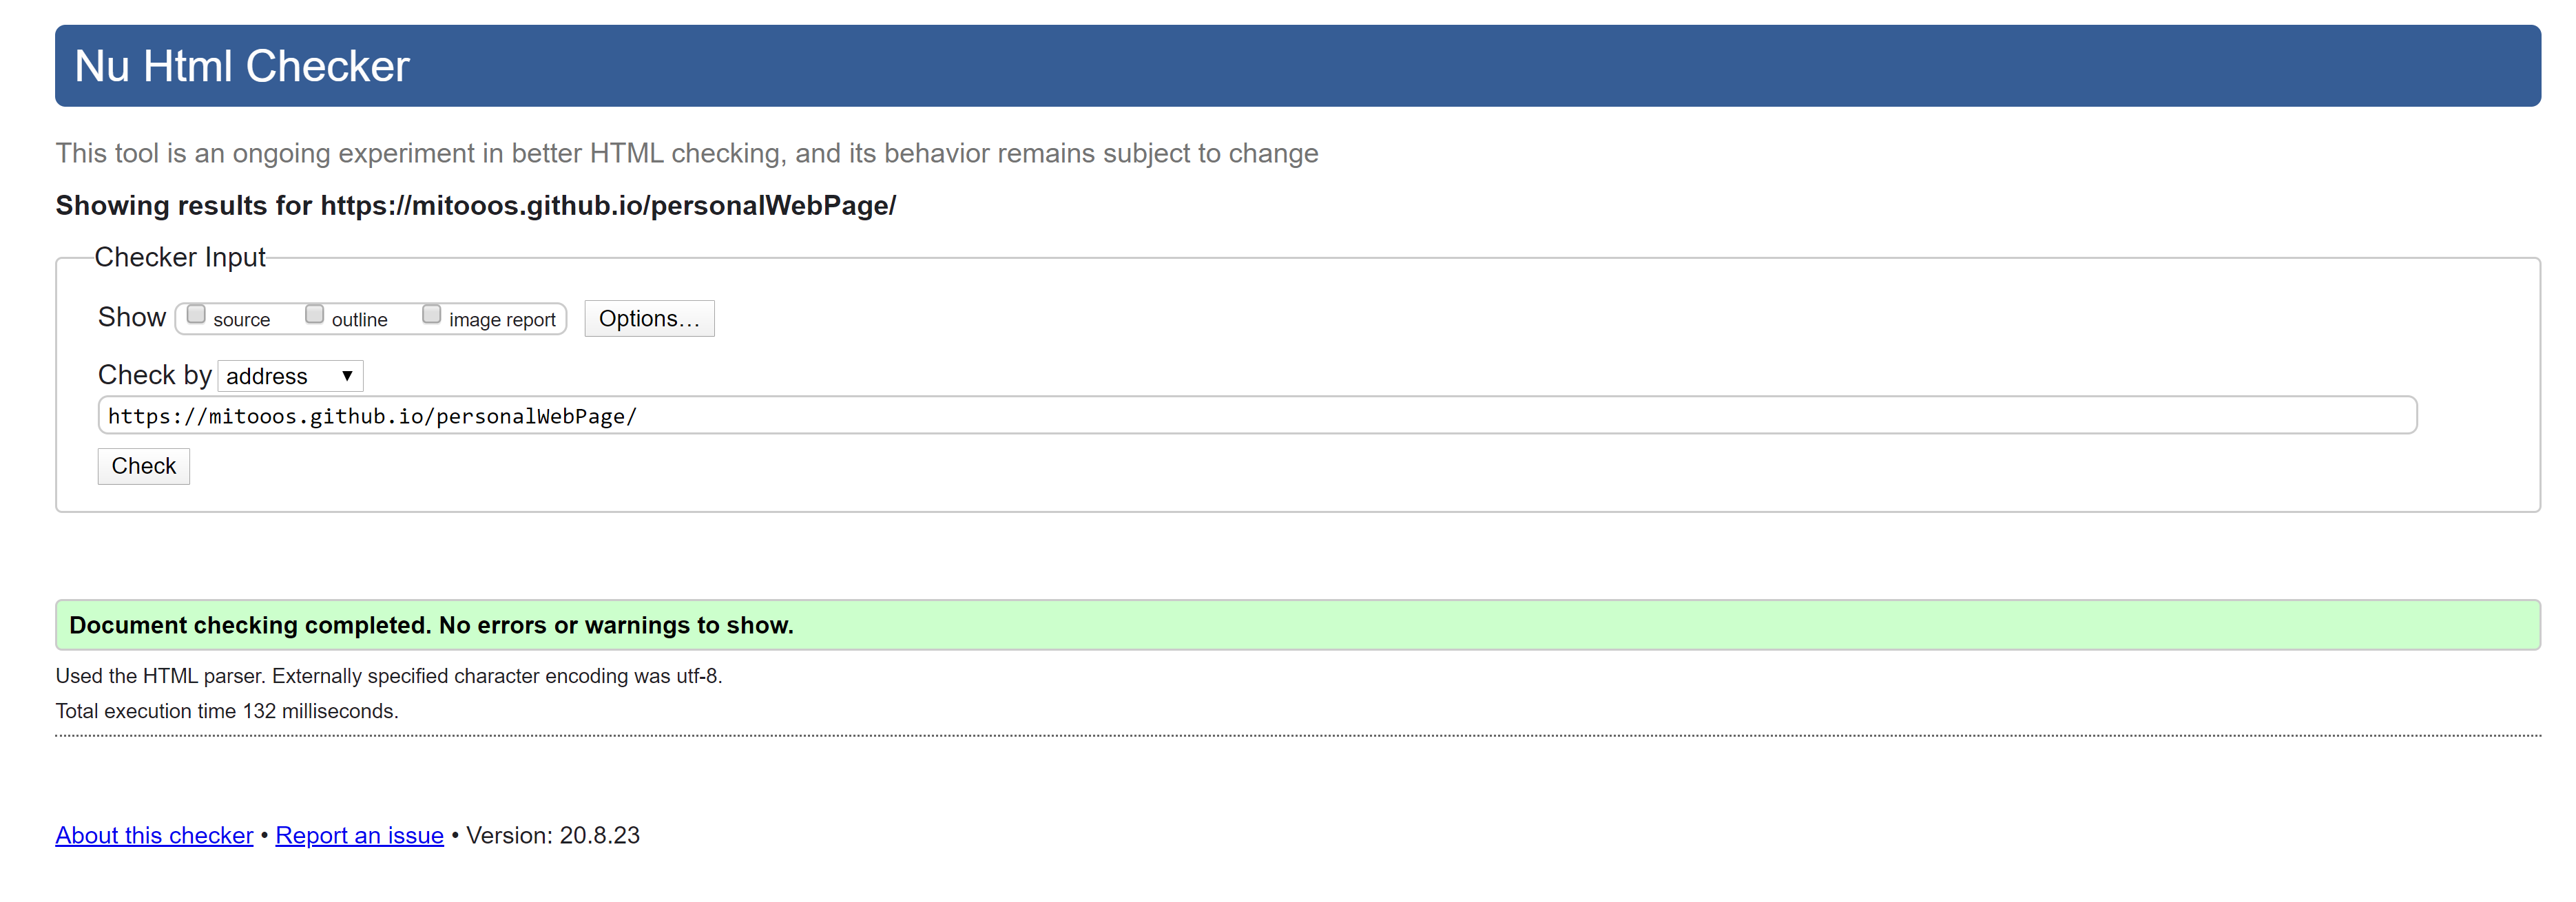 Nu Html Checker
This tool is an ongoing experiment in better HTML checking, and its behavior remains subject to change
Showing results for https://mitooos.github.io/personalWebPage/
Checker Input
Show source outline image report Options...
Check by address ▼
https://mitooos.github.io/personalWebPage/
Check
Document checking completed. No errors or warnings to show.
Used the HTML parser. Externally specified character encoding was utf-8.
Total execution time 132 milliseconds.
About this checker • Report an issue • Version: 20.8.23